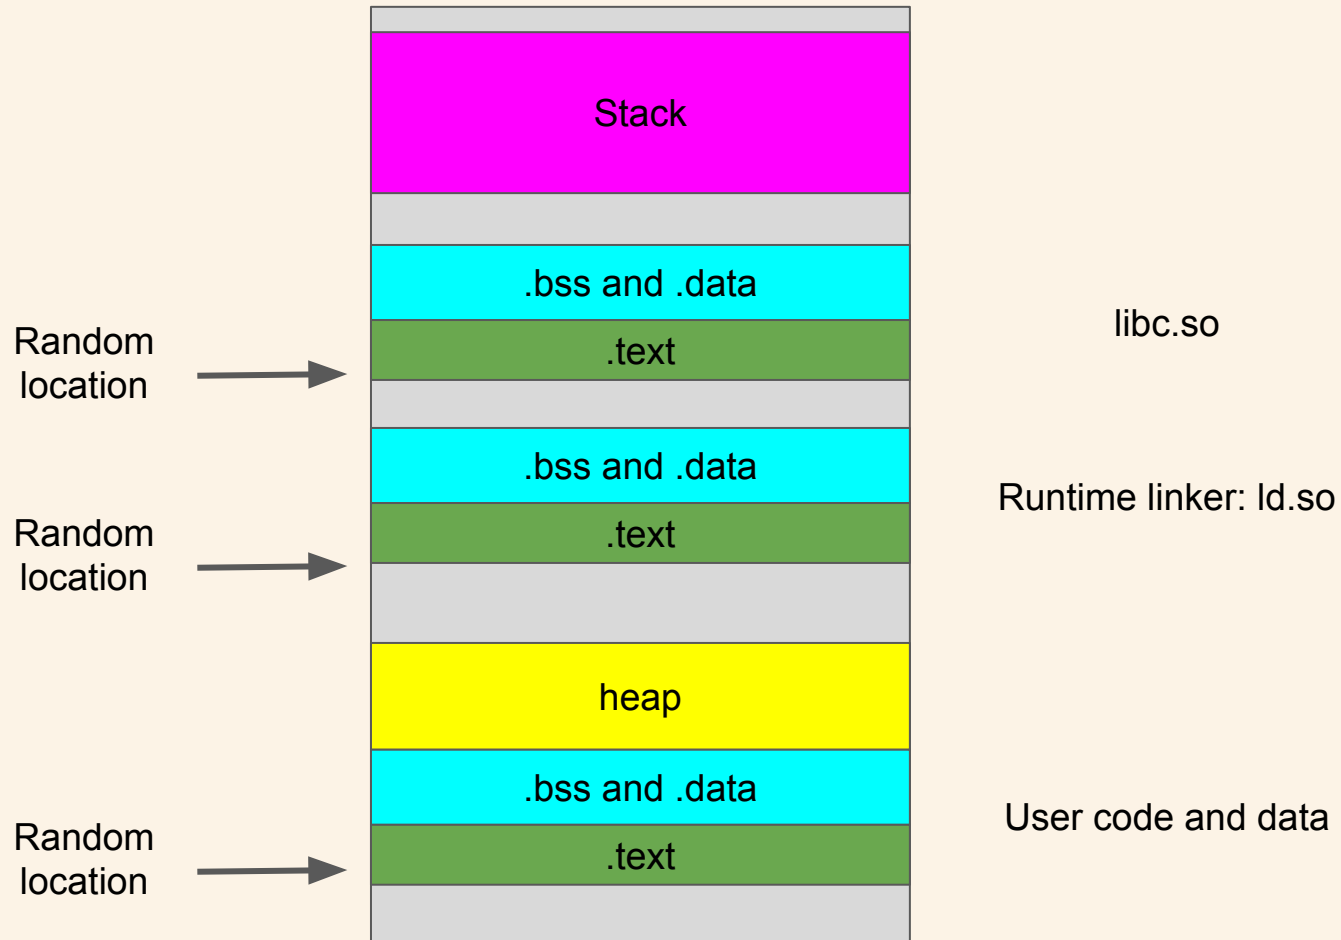 Stack
.bss and .data
libc.so
Random
location
.text
.bss and .data
Runtime linker: ld.so
Random
location
.text
heap
.bss and .data
User code and data
Random
location
.text